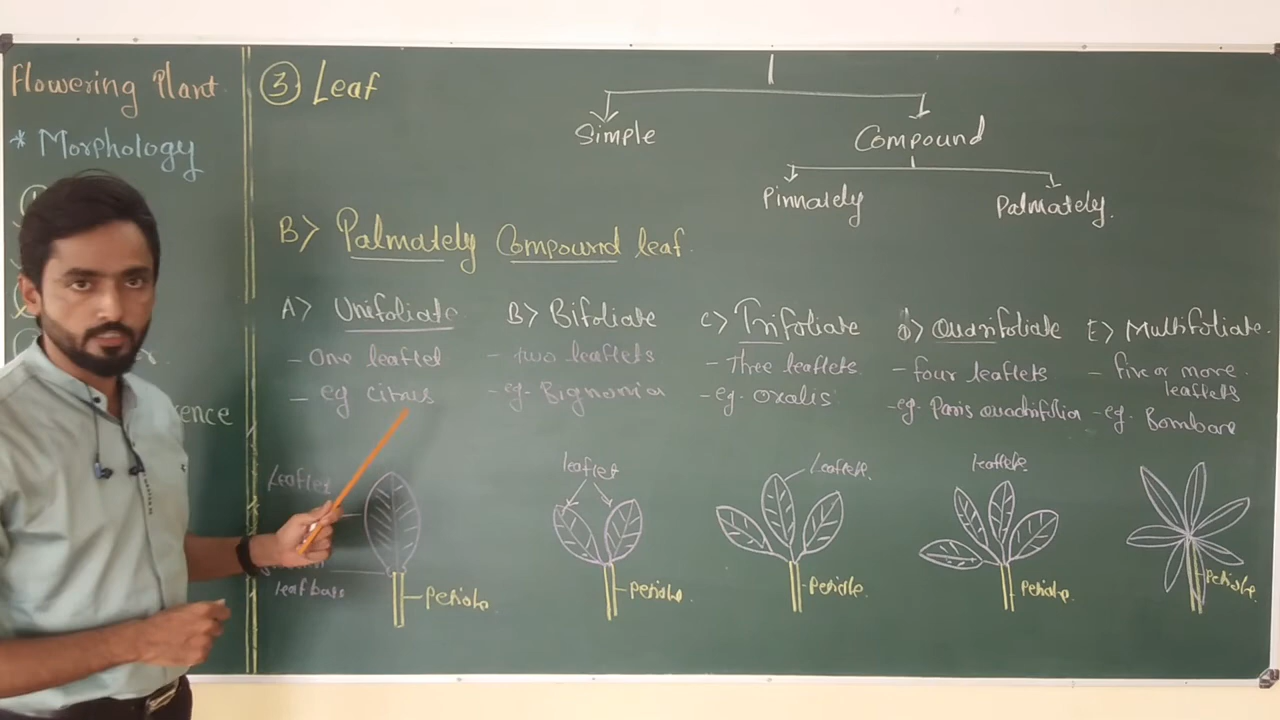 Flowering Plant
* Morphology
ence
③ Leaf
Simple
Compound
Pinnately
Palmately.
B> Palmately Compound leaf.
A> Unifoliate
- One leaflet
- eg citrus
Leaflet
leafbase
Petiole
B> Bifoliate
- two leaflets
- eg. Bignonia
leaflet
Petiole
C> Trifoliate
- Three leaflets
- eg. oxalis
leaflets
Petiole
D> Quadrifoliate
- four leaflets
- eg. Paris quadrifolia
leaflets
Petiole
E> Multifoliate.
- five or more
leaflets
- eg. Bombax
Petiole